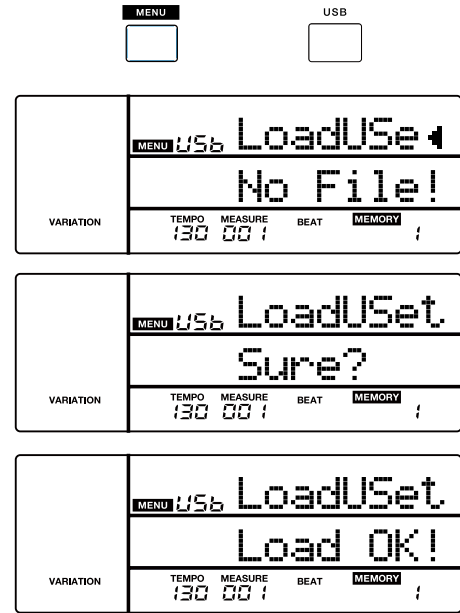 MENU USB
MENU USb LoadUSe
No File!
VARIATION TEMPO MEASURE BEAT MEMORY
130 001 1
MENU USb LoadUSet.
Sure?
VARIATION TEMPO MEASURE BEAT MEMORY
130 001 1
MENU USb LoadUSet.
Load OK!
VARIATION TEMPO MEASURE BEAT MEMORY
130 001 1